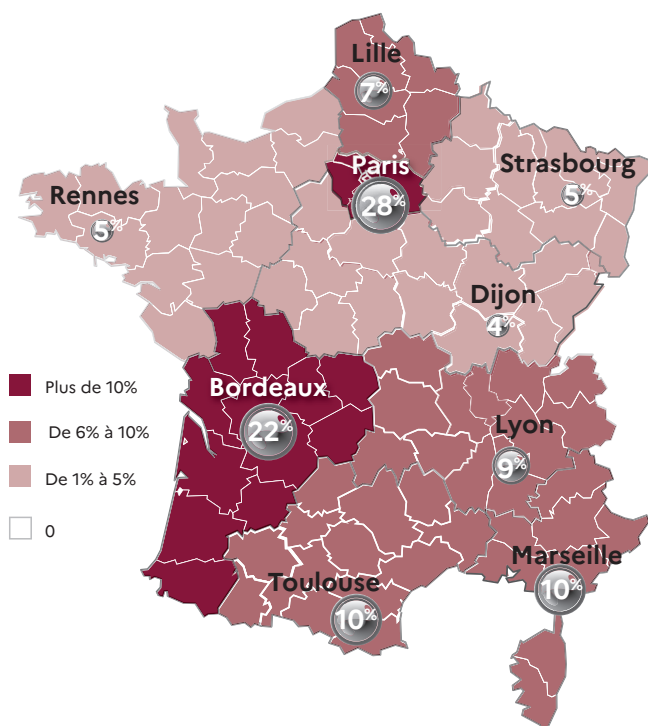 Lille
7%
Paris
28%
Strasbourg
5%
Rennes
5%
Dijon
4%
Plus de 10%
De 6% à 10%
De 1% à 5%
0
Bordeaux
22%
Lyon
9%
Marseille
10%
Toulouse
10%